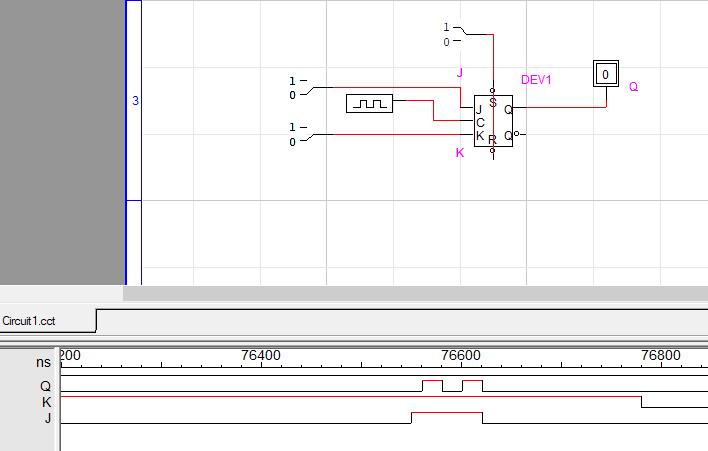 1
0
J
DEV1
0
Q
3
1
0
S
J
Q
C
1
0
K
R
Q
K
Circuit1.cct
ns
200
76400
76600
76800
Q
K
J